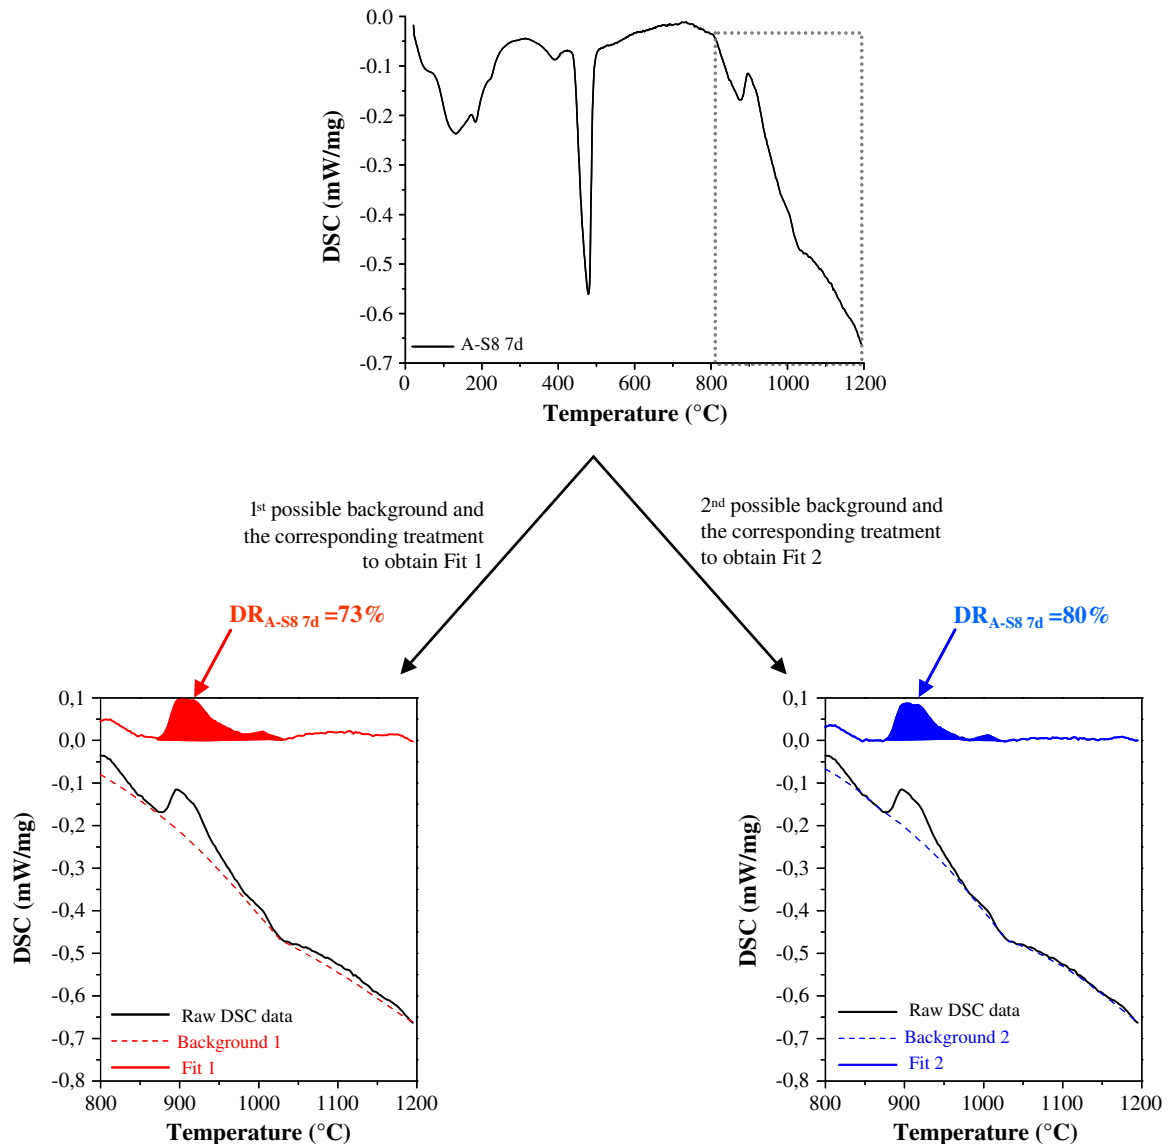 0.0
-0.1
-0.2
-0.3
-0.4
-0.5
-0.6
-0.7
DSC (mW/mg)
A-S8 7d
0 200 400 600 800 1000 1200
Temperature (°C)
1st possible background and
the corresponding treatment
to obtain Fit 1
2nd possible background and
the corresponding treatment
to obtain Fit 2
DRA-S8 7d =73%
DRA-S8 7d =80%
0,1
0,0
-0,1
-0,2
-0,3
-0,4
-0,5
-0,6
-0,7
-0,8
DSC (mW/mg)
Raw DSC data
Background 1
Fit 1
800 900 1000 1100 1200
Temperature (°C)
0,1
0,0
-0,1
-0,2
-0,3
-0,4
-0,5
-0,6
-0,7
-0,8
DSC (mW/mg)
Raw DSC data
Background 2
Fit 2
800 900 1000 1100 1200
Temperature (°C)